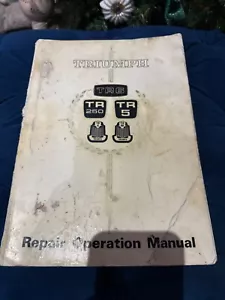 TRIUMPH
TR6
TR
250
TR
5
Repair Operation Manual